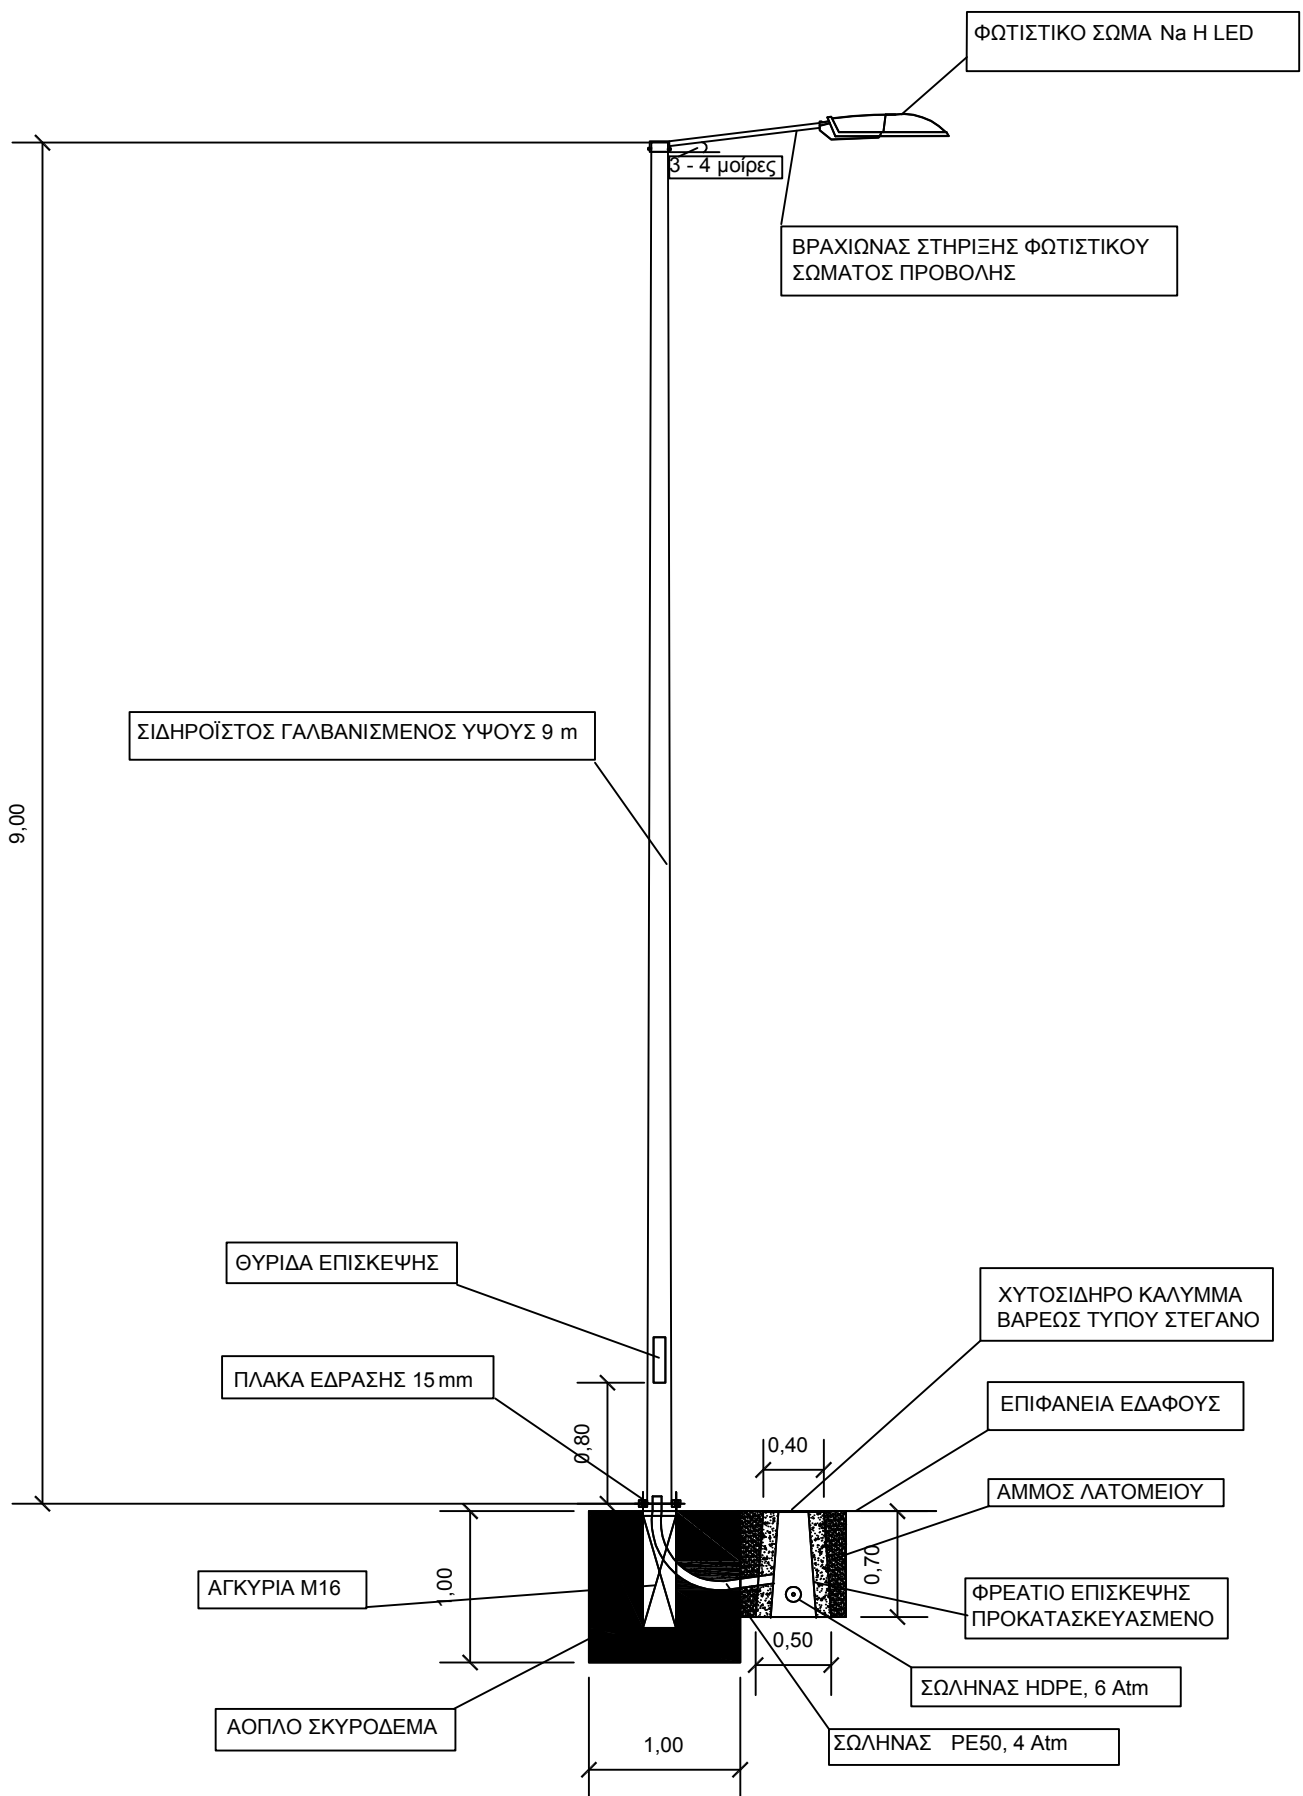 ΦΩΤΙΣΤΙΚΟ ΣΩΜΑ Na Η LED
3 - 4 μοίρες
ΒΡΑΧΙΩΝΑΣ ΣΤΗΡΙΞΗΣ ΦΩΤΙΣΤΙΚΟΥ
ΣΩΜΑΤΟΣ ΠΡΟΒΟΛΗΣ
ΣΙΔΗΡΟΪΣΤΟΣ ΓΑΛΒΑΝΙΣΜΕΝΟΣ ΥΨΟΥΣ 9 m
9,00
ΘΥΡΙΔΑ ΕΠΙΣΚΕΨΗΣ
ΧΥΤΟΣΙΔΗΡΟ ΚΑΛΥΜΜΑ
ΒΑΡΕΩΣ ΤΥΠΟΥ ΣΤΕΓΑΝΟ
ΠΛΑΚΑ ΕΔΡΑΣΗΣ 15 mm
ΕΠΙΦΑΝΕΙΑ ΕΔΑΦΟΥΣ
0,80
0,40
ΑΜΜΟΣ ΛΑΤΟΜΕΙΟΥ
ΑΓΚΥΡΙΑ Μ16
1,00
0,70
ΦΡΕΑΤΙΟ ΕΠΙΣΚΕΨΗΣ
ΠΡΟΚΑΤΑΣΚΕΥΑΣΜΕΝΟ
0,50
ΣΩΛΗΝΑΣ HDPE, 6 Atm
ΑΟΠΛΟ ΣΚΥΡΟΔΕΜΑ
1,00
ΣΩΛΗΝΑΣ PE50, 4 Atm